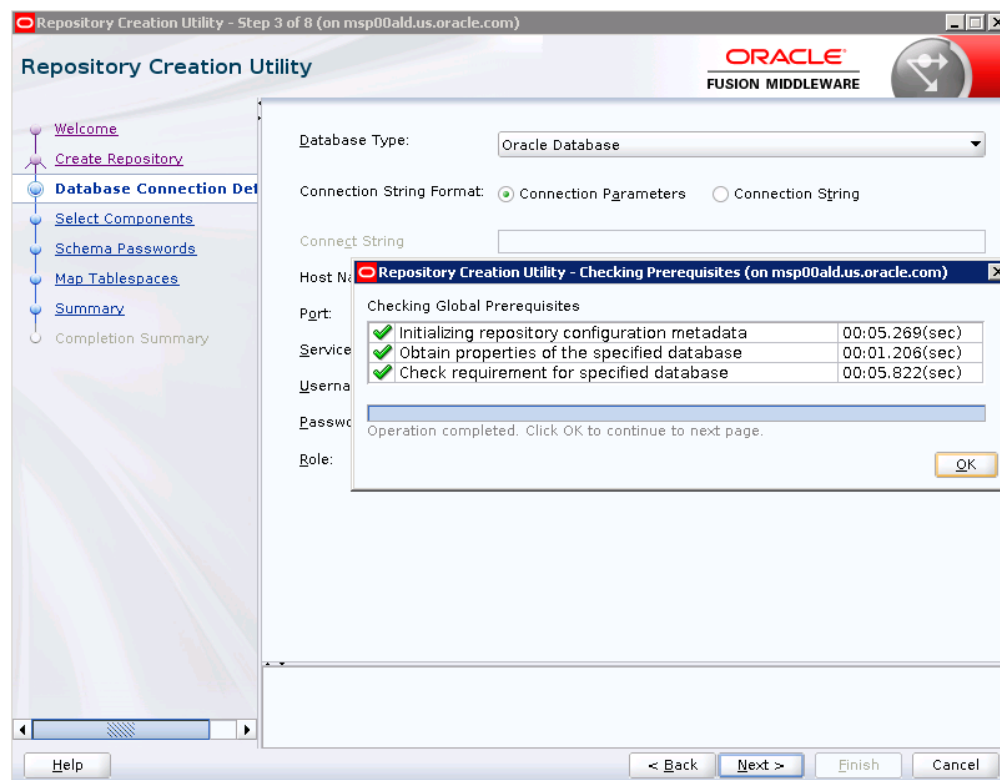 Repository Creation Utility - Step 3 of 8 (on msp00ald.us.oracle.com)
Repository Creation Utility
ORACLE
FUSION MIDDLEWARE
Welcome
Create Repository
Database Connection Det
Select Components
Schema Passwords
Map Tablespaces
Summary
Completion Summary
Database Type:
Oracle Database
Connection String Format:
Connection Parameters
Connection String
Connect String
Host Na
Port:
Service
Userna
Passwo
Role:
Repository Creation Utility - Checking Prerequisites (on msp00ald.us.oracle.com)
Checking Global Prerequisites
Initializing repository configuration metadata 00:05.269(sec)
Obtain properties of the specified database 00:01.206(sec)
Check requirement for specified database 00:05.822(sec)
Operation completed. Click OK to continue to next page.
OK
Help
< Back
Next >
Finish
Cancel